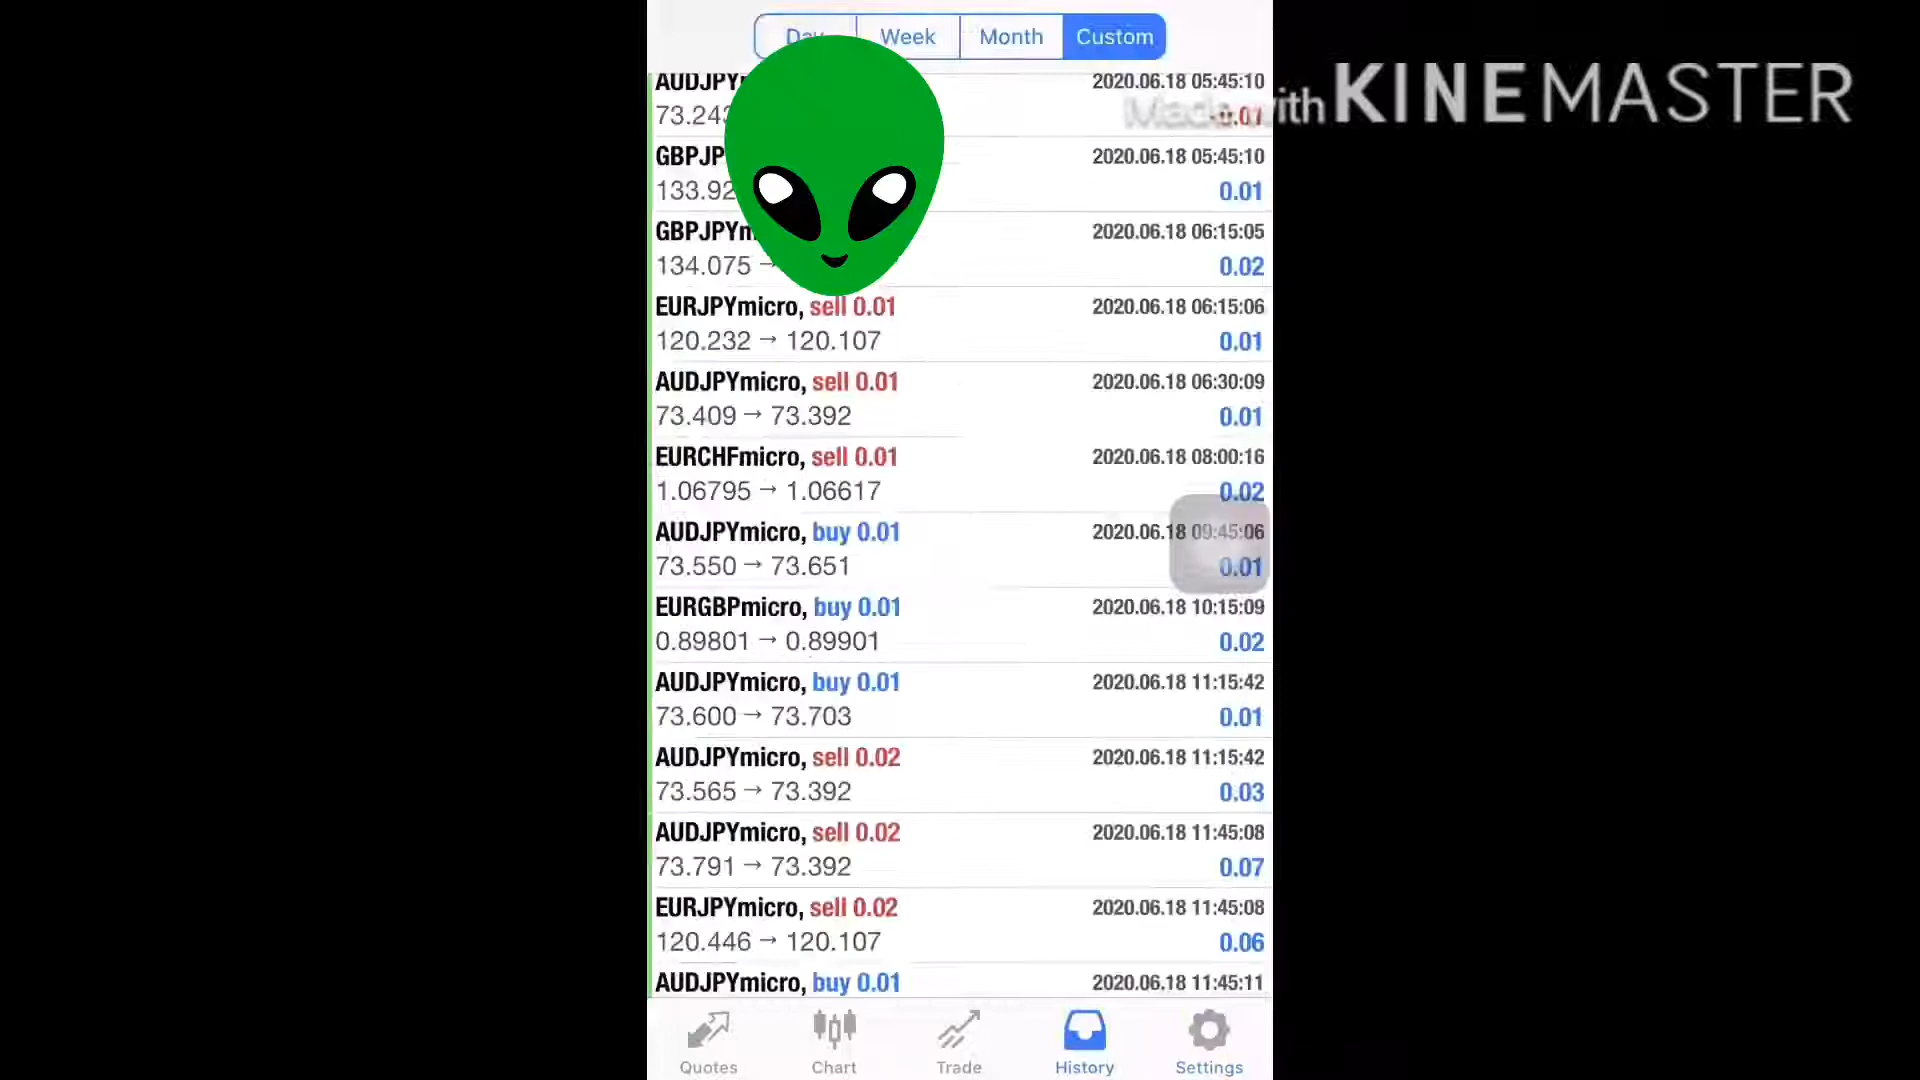 Week Month Custom
AUDJPY 2020.06.18 05:45:10
73.243
Made with KINEMASTER
GBPJP 2020.06.18 05:45:10
133.92 0.01
GBPJPYm 2020.06.18 06:15:05
134.075 → 0.02
EURJPYmicro, sell 0.01 2020.06.18 06:15:06
120.232 → 120.107 0.01
AUDJPYmicro, sell 0.01 2020.06.18 06:30:09
73.409 → 73.392 0.01
EURCHFmicro, sell 0.01 2020.06.18 08:00:16
1.06795 → 1.06617 0.02
AUDJPYmicro, buy 0.01 2020.06.18 09:45:06
73.550 → 73.651 0.01
EURGBPmicro, buy 0.01 2020.06.18 10:15:09
0.89801 → 0.89901 0.02
AUDJPYmicro, buy 0.01 2020.06.18 11:15:42
73.600 → 73.703 0.01
AUDJPYmicro, sell 0.02 2020.06.18 11:15:42
73.565 → 73.392 0.03
AUDJPYmicro, sell 0.02 2020.06.18 11:45:08
73.791 → 73.392 0.07
EURJPYmicro, sell 0.02 2020.06.18 11:45:08
120.446 → 120.107 0.06
AUDJPYmicro, buy 0.01 2020.06.18 11:45:11
Quotes Chart Trade History Settings